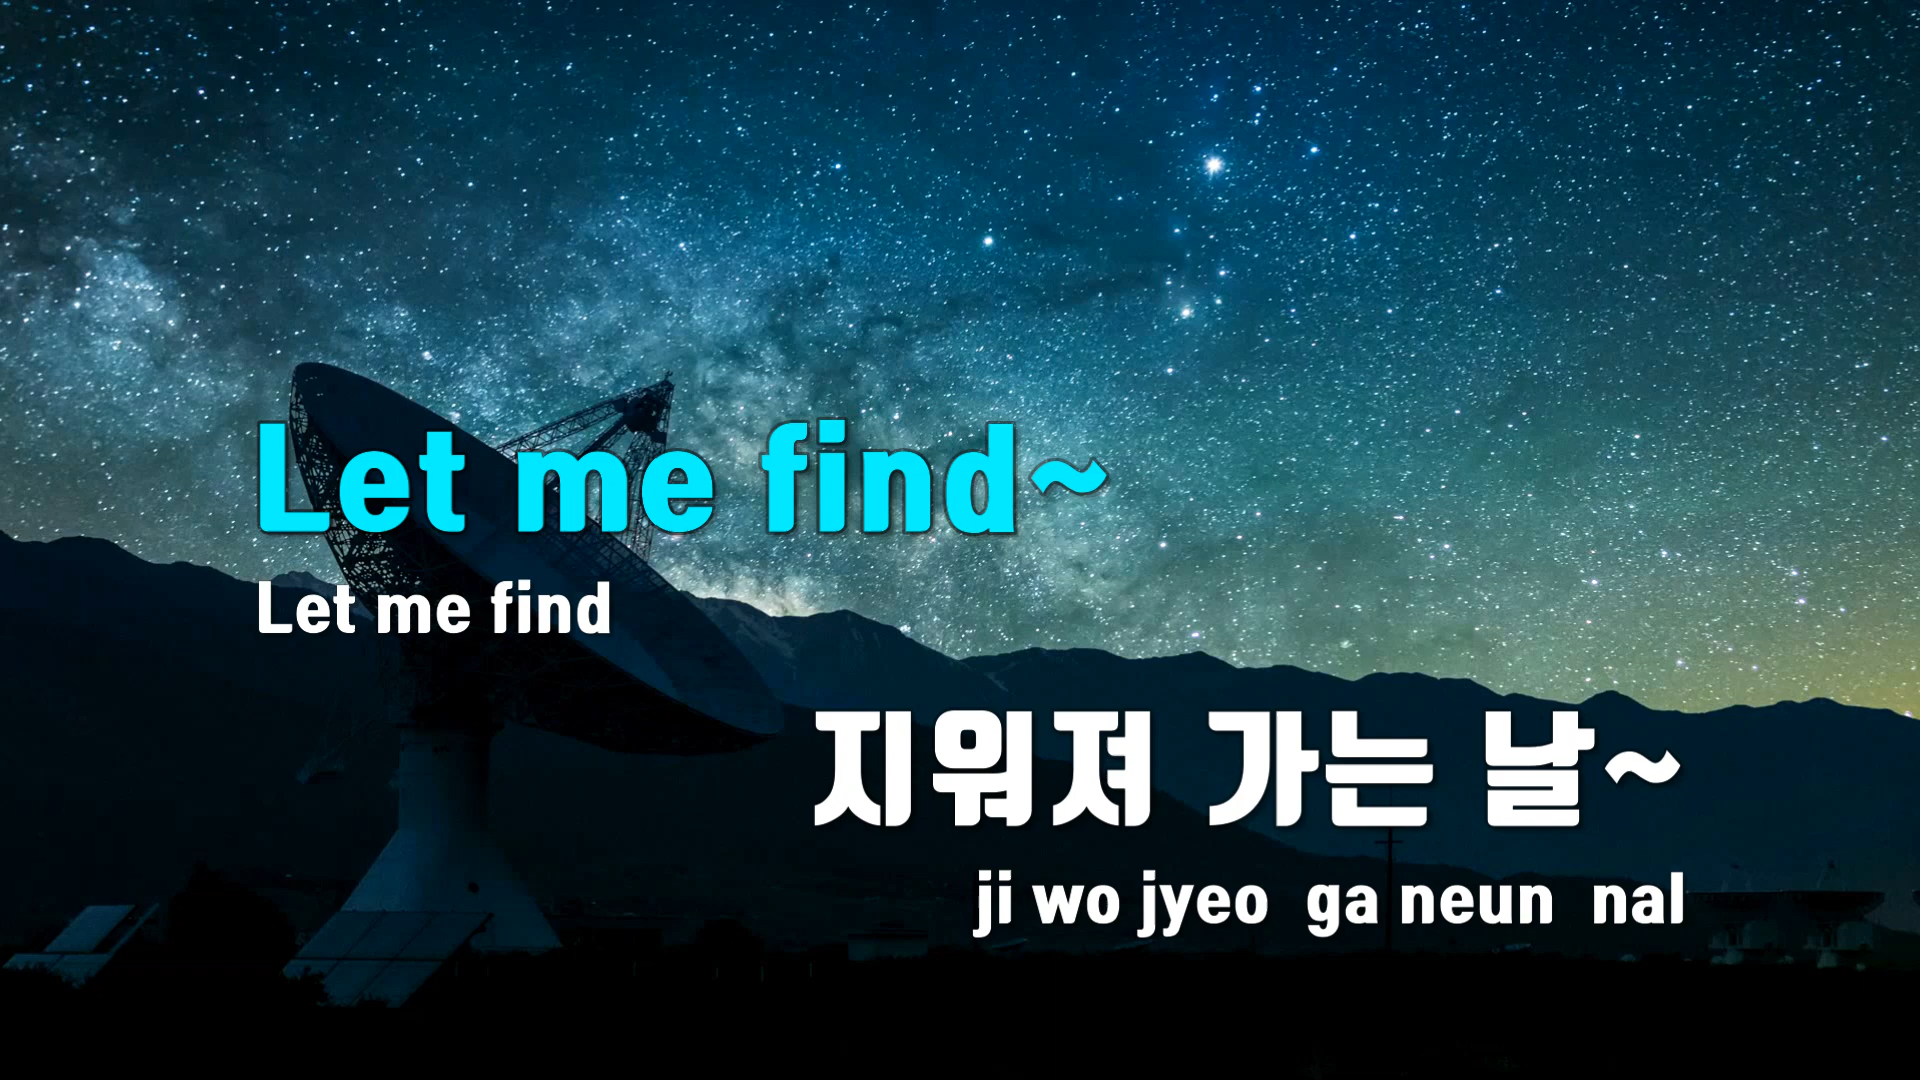 Let me find~
Let me find
지워져 가는 날~
ji wo jyeo ga neun nal